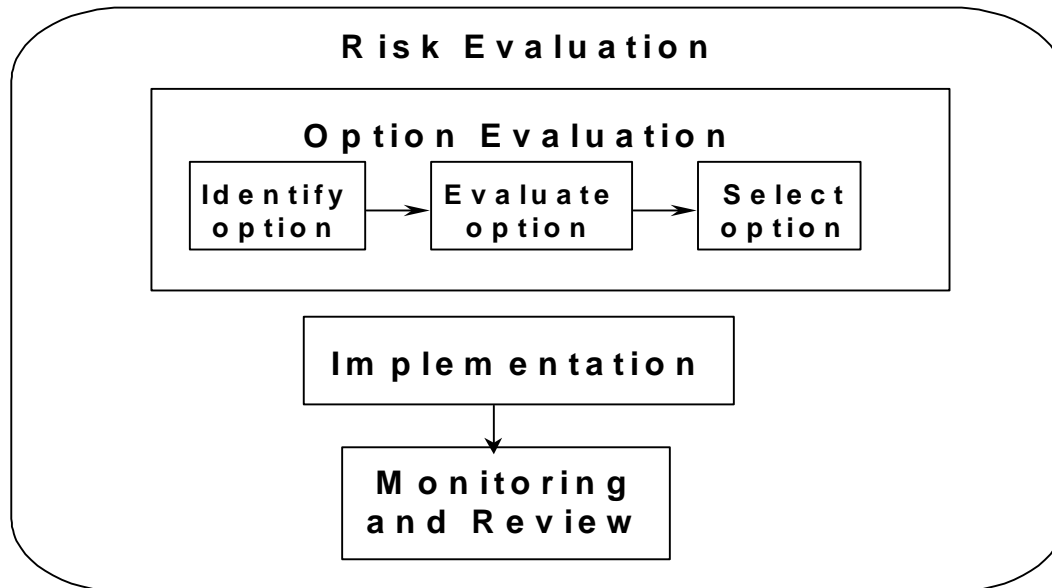 Risk Evaluation
Option Evaluation
Identify
option
Evaluate
option
Select
option
Implementation
Monitoring
and Review